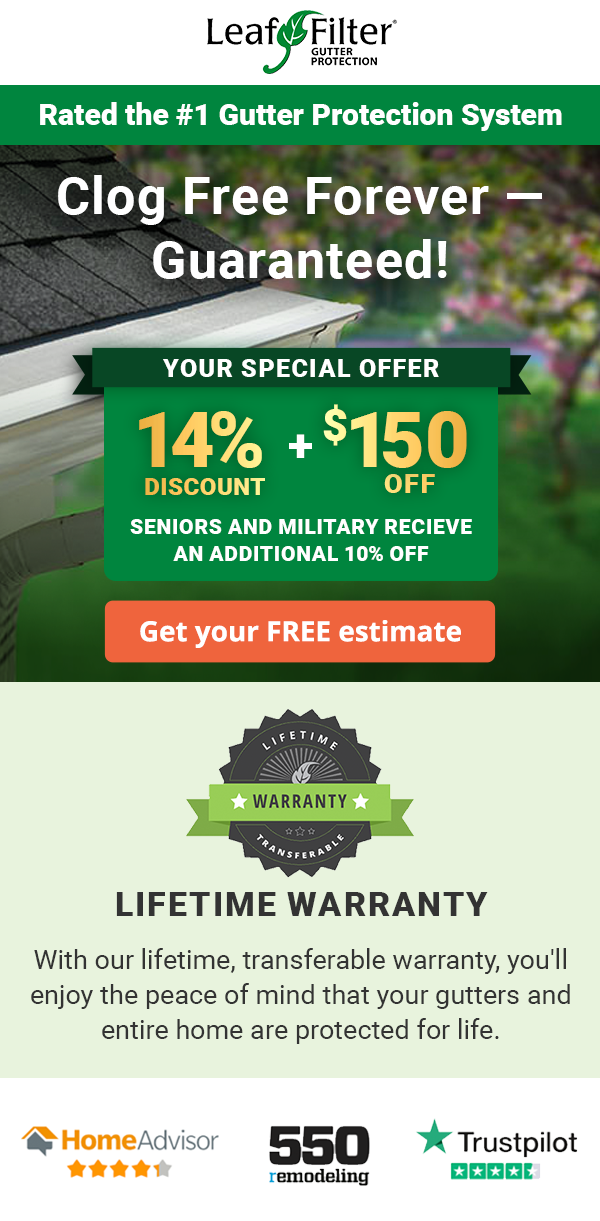 Leaf Filter®
GUTTER
PROTECTION
Rated the #1 Gutter Protection System
Clog Free Forever —
Guaranteed!
YOUR SPECIAL OFFER
14% + $150
DISCOUNT OFF
SENIORS AND MILITARY RECIEVE
AN ADDITIONAL 10% OFF
Get your FREE estimate
LIFETIME
WARRANTY
TRANSFERABLE
LIFETIME WARRANTY
With our lifetime, transferable warranty, you'll
enjoy the peace of mind that your gutters and
entire home are protected for life.
HomeAdvisor
550
remodeling
Trustpilot